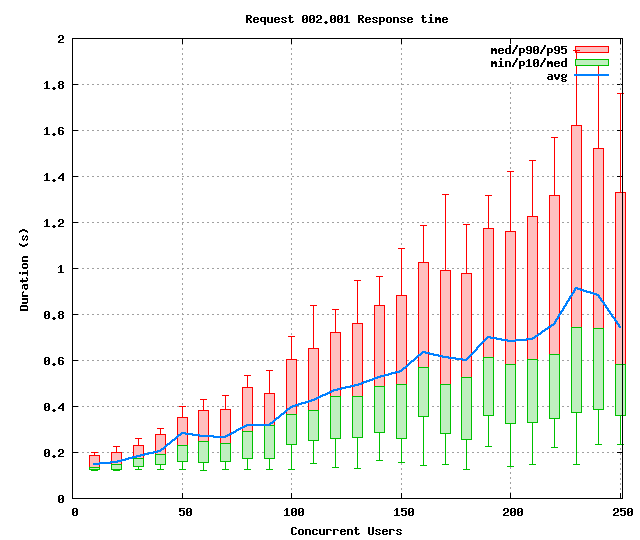 Request 002.001 Response time
med/p90/p95
min/p10/med
avg
2
1.8
1.6
1.4
1.2
1
0.8
0.6
0.4
0.2
0
Duration (s)
0 50 100 150 200 250
Concurrent Users